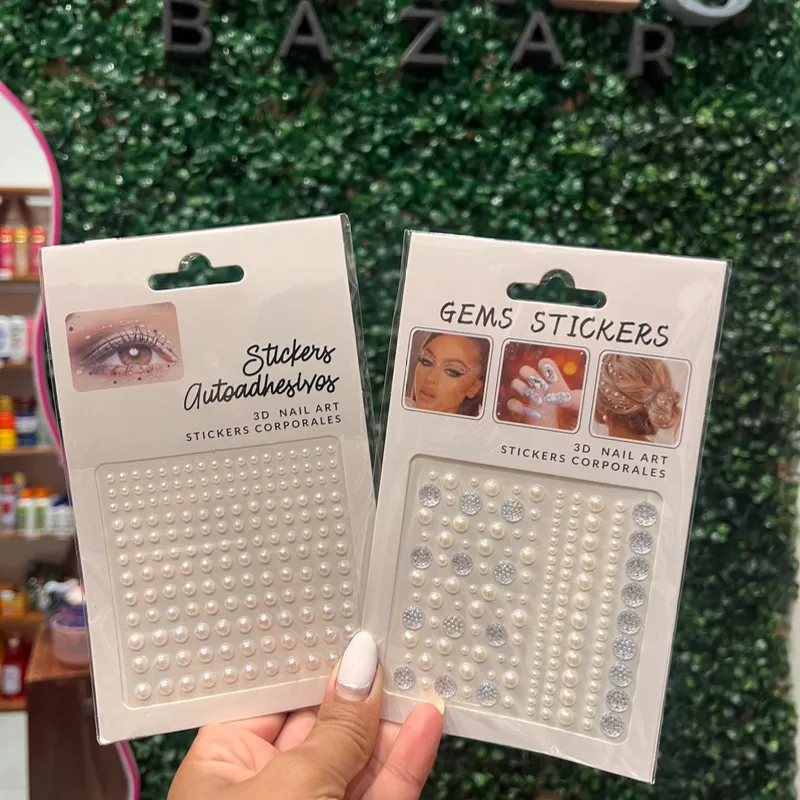 BAZAR
Stickers
Autoadhesivos
3D NAIL ART
STICKERS CORPORALES
GEMS STICKERS
3D NAIL ART
STICKERS CORPORALES